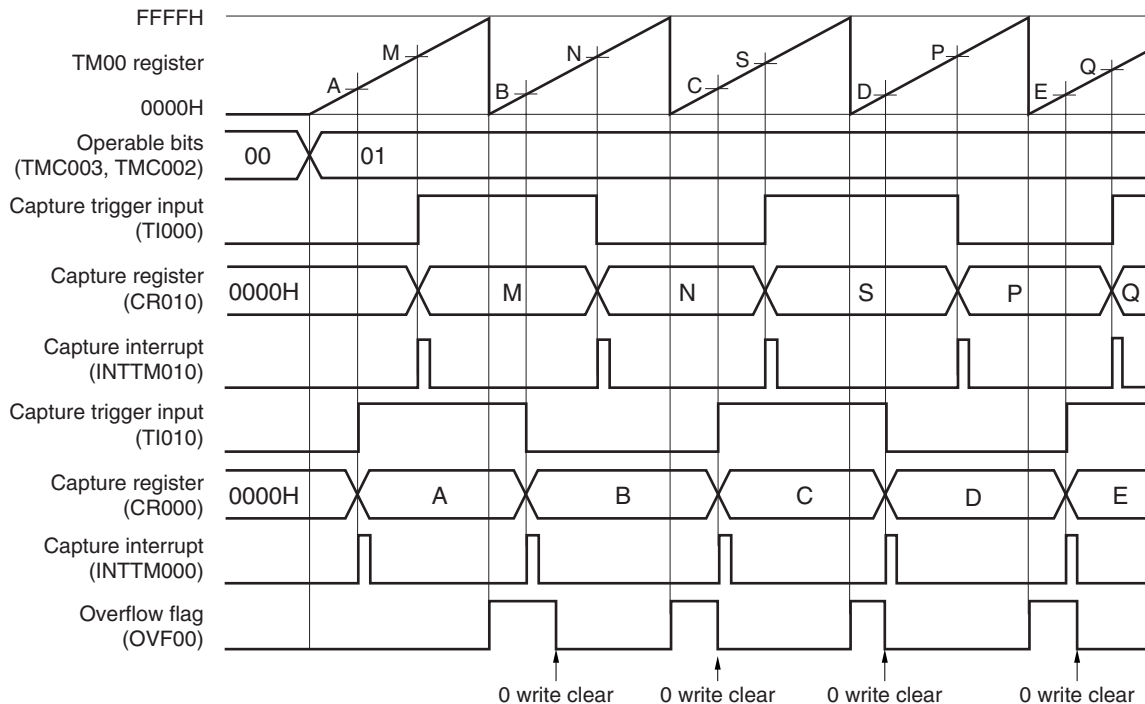 FFFFH
TM00 register
0000H
A M B N C S D P E Q
Operable bits
(TMC003, TMC002)
00 01
Capture trigger input
(TI000)
Capture register
(CR010)
0000H M N S P Q
Capture interrupt
(INTTM010)
Capture trigger input
(TI010)
Capture register
(CR000)
0000H A B C D E
Capture interrupt
(INTTM000)
Overflow flag
(OVF00)
0 write clear 0 write clear 0 write clear 0 write clear